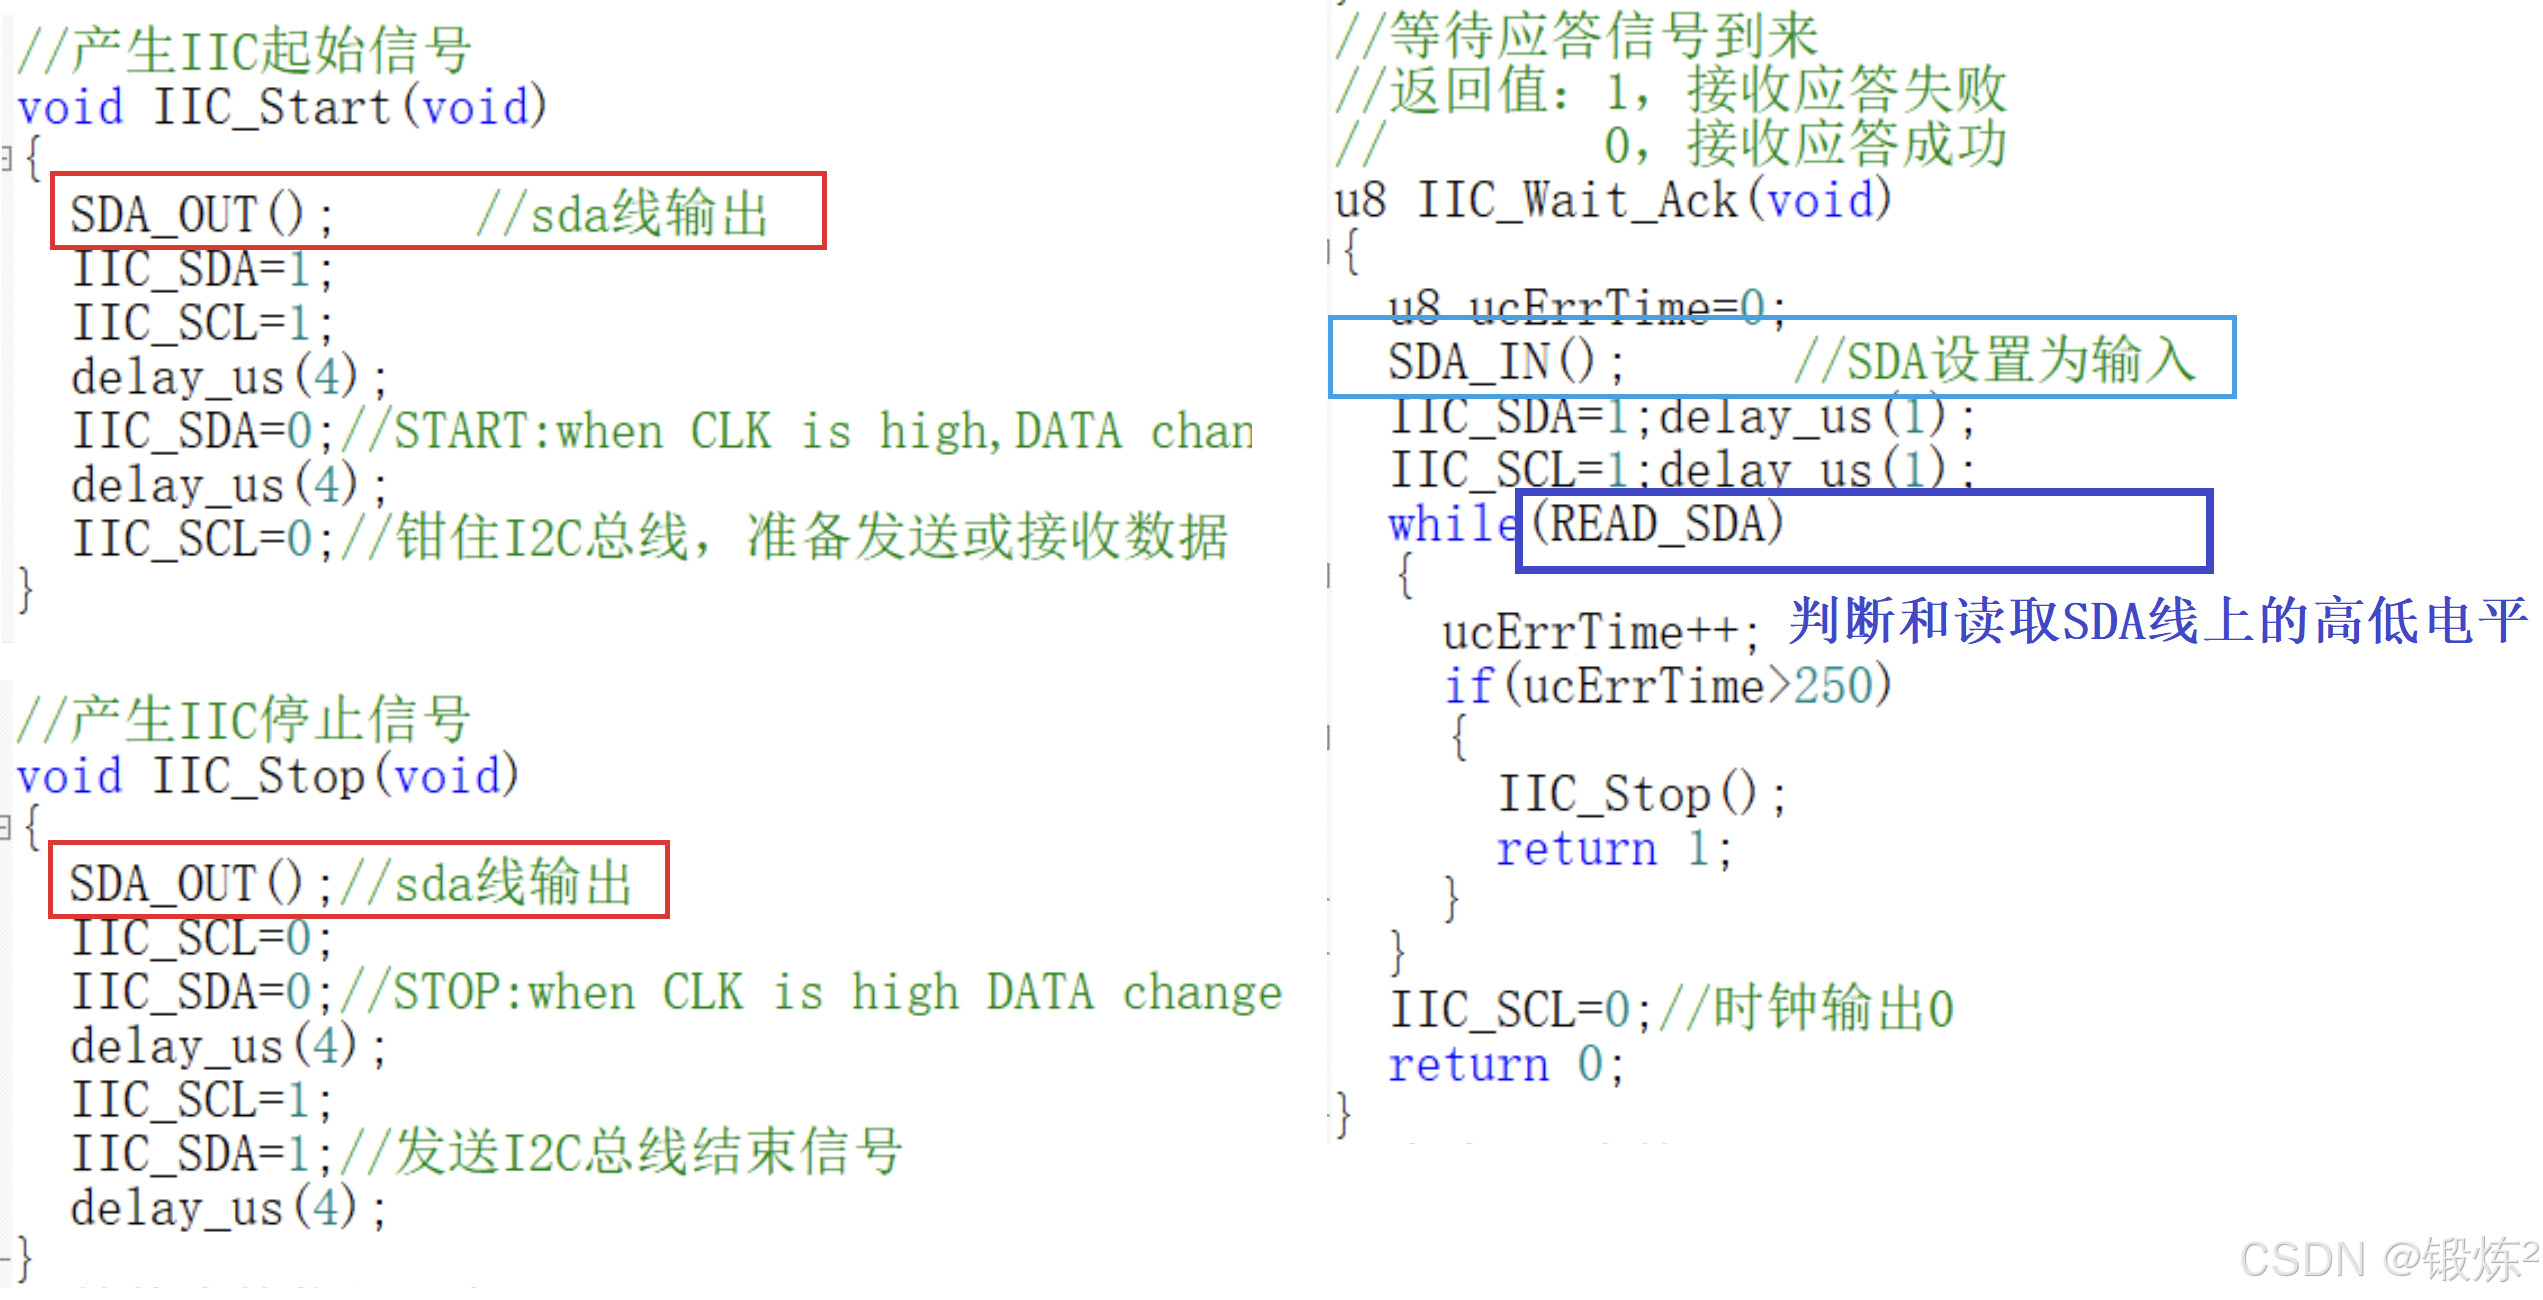 //产生IIC起始信号
void IIC_Start(void)
{
SDA_OUT();     //sda线输出
IIC_SDA=1;
IIC_SCL=1;
delay_us(4);
IIC_SDA=0;//START:when CLK is high,DATA chan
delay_us(4);
IIC_SCL=0;//钳住I2C总线，准备发送或接收数据
}
//产生IIC停止信号
void IIC_Stop(void)
{
SDA_OUT();//sda线输出
IIC_SCL=0;
IIC_SDA=0;//STOP:when CLK is high DATA change
delay_us(4);
IIC_SCL=1;
IIC_SDA=1;//发送I2C总线结束信号
delay_us(4);
}
//等待应答信号到来
//返回值：1，接收应答失败
//        0，接收应答成功
u8 IIC_Wait_Ack(void)
{
u8 ucErrTime=0;
SDA_IN();      //SDA设置为输入
IIC_SDA=1;delay_us(1);
IIC_SCL=1;delay_us(1);
while(READ_SDA)
{
ucErrTime++;
判断和读取SDA线上的高低电平
if(ucErrTime>250)
{
IIC_Stop();
return 1;
}
}
IIC_SCL=0;//时钟输出0
return 0;
}
CSDN @锻炼²